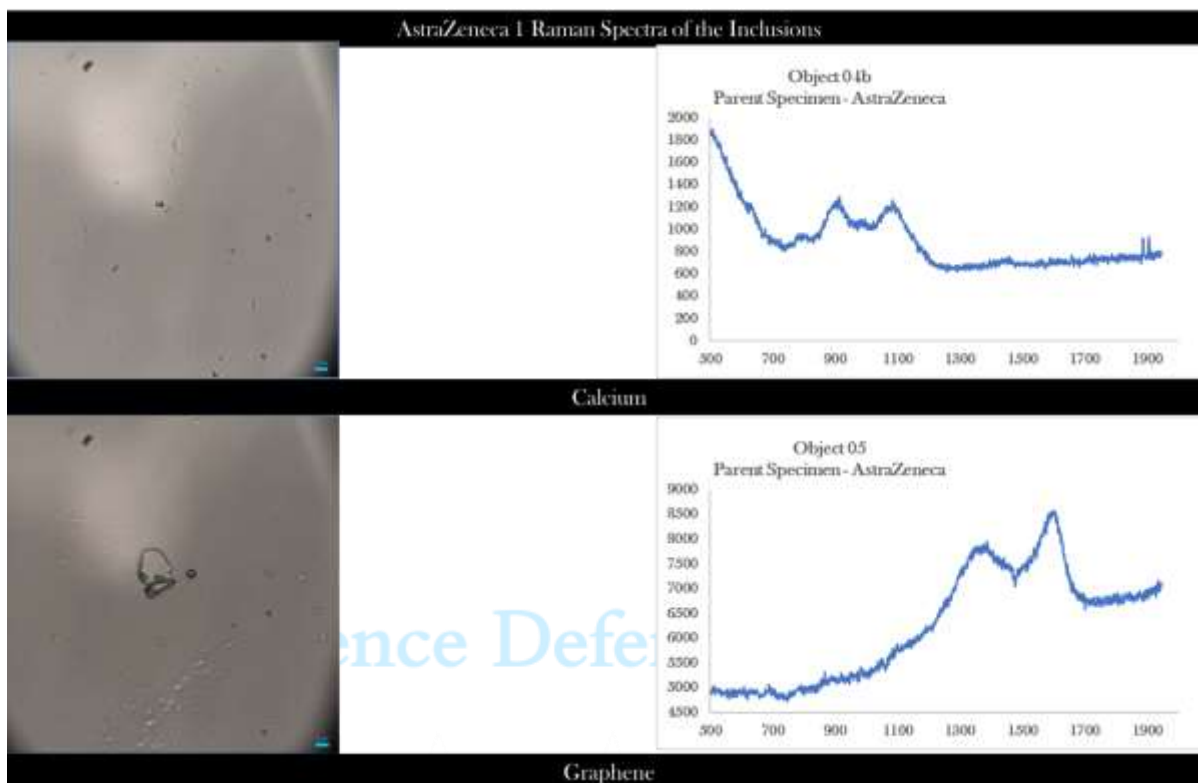 AstraZeneca 1 Raman Spectra of the Inclusions
Object 04b
Parent Specimen - AstraZeneca
2000
1800
1600
1400
1200
1000
800
600
400
200
0
500 700 900 1100 1300 1500 1700 1900
Calcium
Object 05
Parent Specimen - AstraZeneca
9000
8500
8000
7500
7000
6500
6000
5500
5000
4500
500 700 900 1100 1300 1500 1700 1900
ence Defe
Graphene